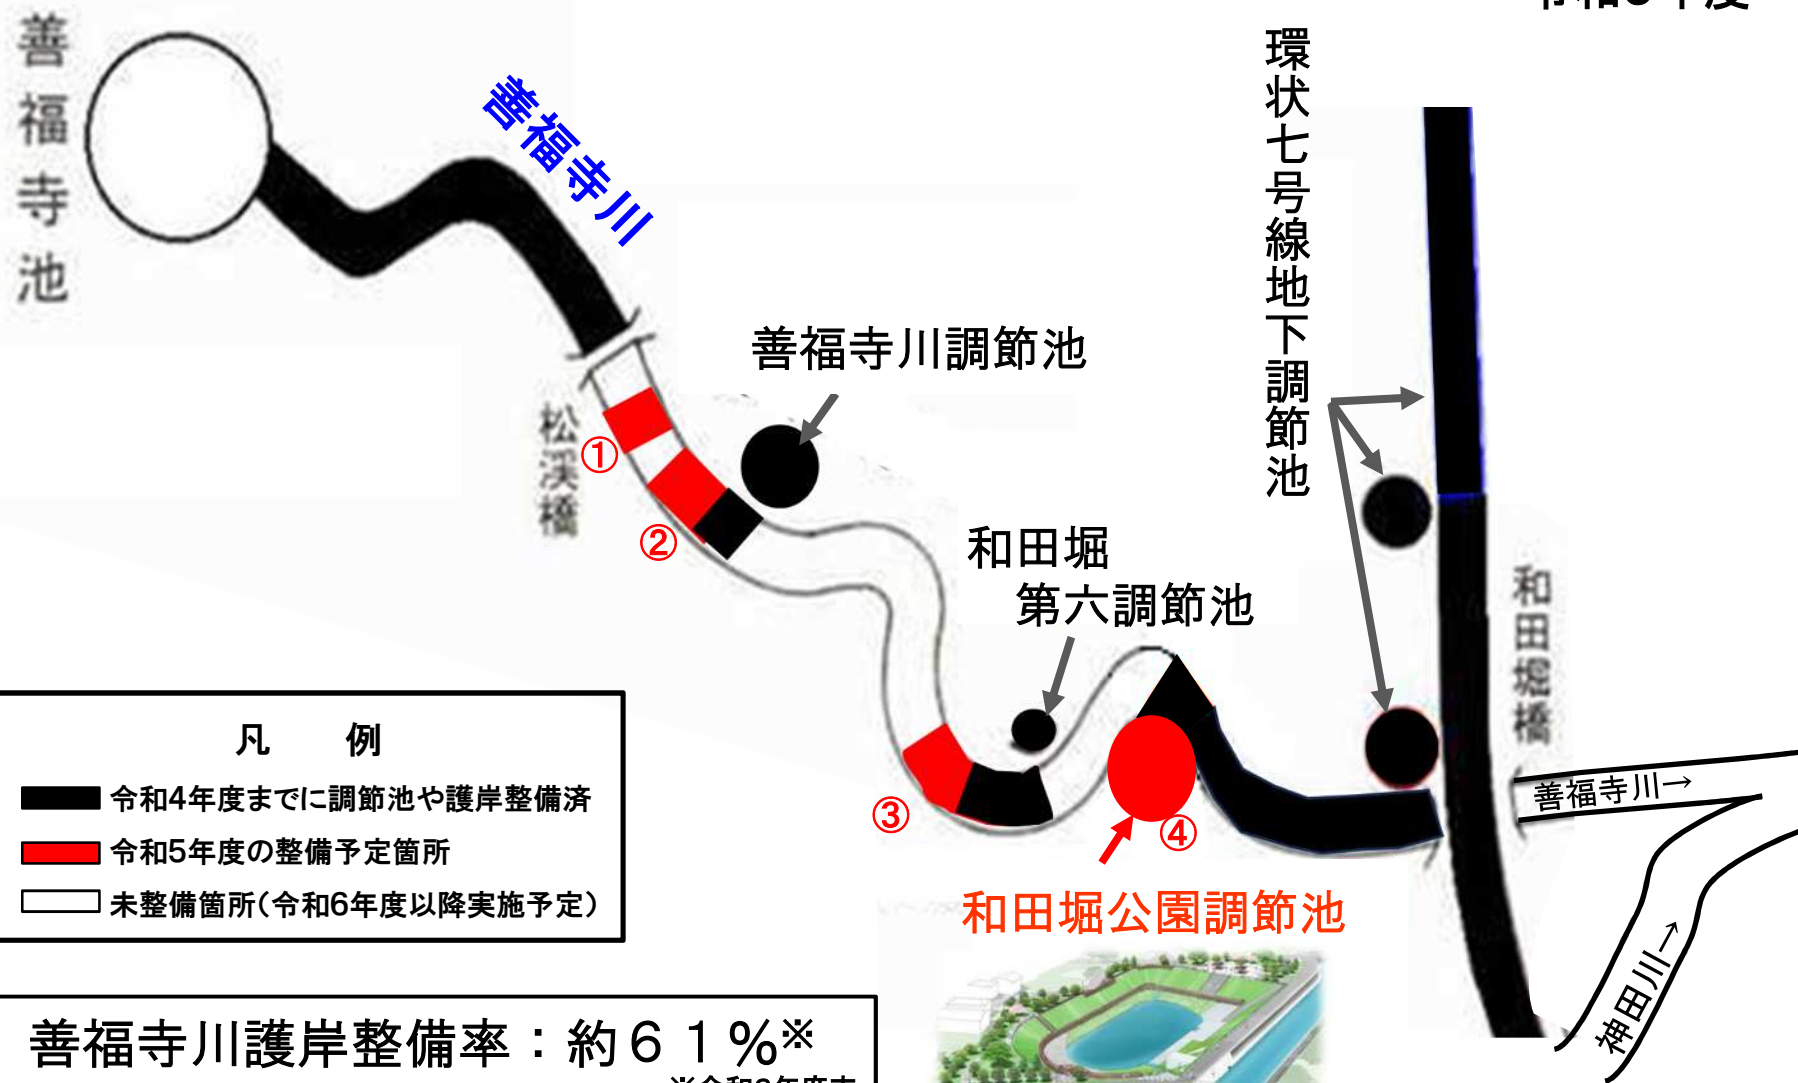 善福寺池
善福寺川
環状七号線地下調節池
善福寺川調節池
松渓橋
①
②
和田堀
第六調節池
和田堀橋
③
④
善福寺川→
神田川→
和田堀公園調節池
凡 例
令和4年度までに調節池や護岸整備済
令和5年度の整備予定箇所
未整備箇所(令和6年度以降実施予定)
善福寺川護岸整備率：約６１%※